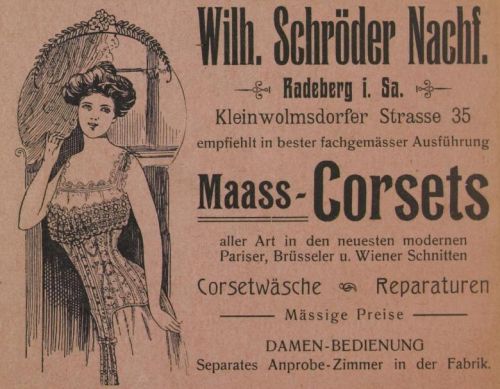 Wilh. Schröder Nachf.
Radeberg i. Sa.
Kleinwolmsdorfer Strasse 35
empfiehlt in bester fachgemässer Ausführung
Maass-Corsets
aller Art in den neuesten modernen
Pariser, Brüsseler u. Wiener Schnitten
Corsetwäsche Reparaturen
Mässige Preise
DAMEN-BEDIENUNG
Separates Anprobe-Zimmer in der Fabrik.